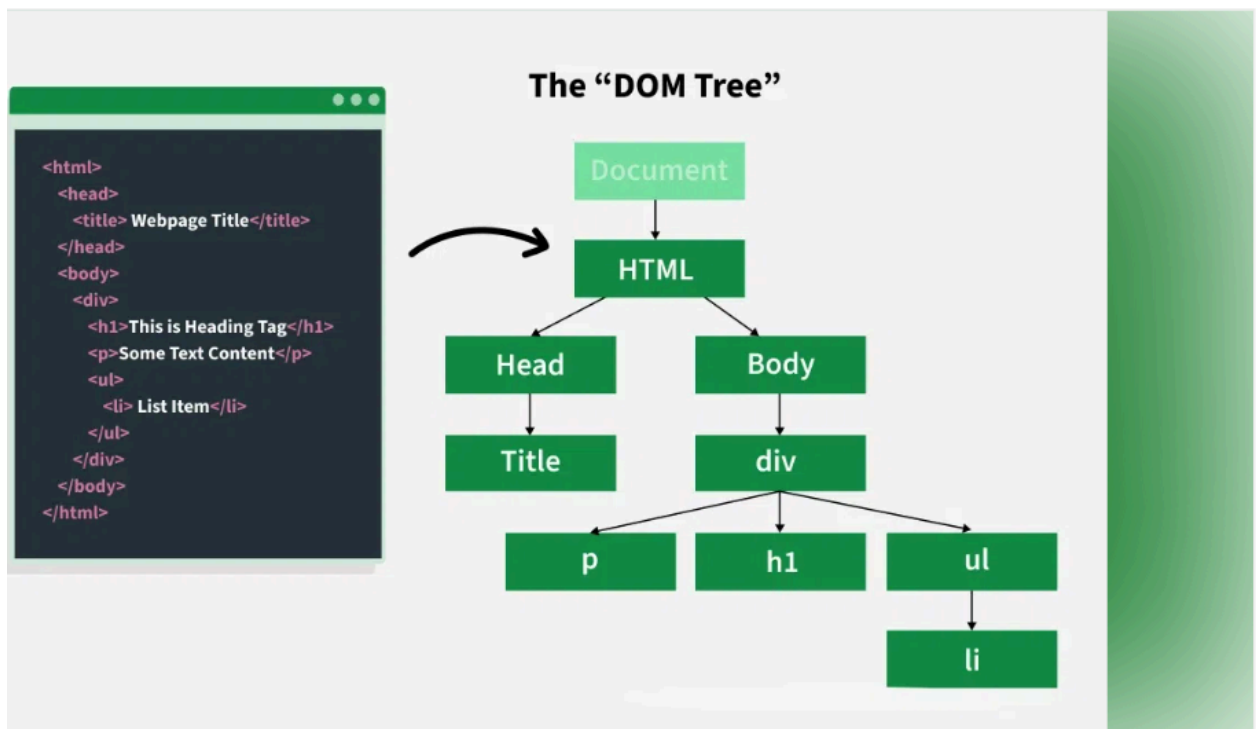 The “DOM Tree”
<html>
<head>
<title> Webpage Title</title>
</head>
<body>
<div>
<h1>This is Heading Tag</h1>
<p>Some Text Content</p>
<ul>
<li> List Item</li>
</ul>
</div>
</body>
</html>
Document
HTML
Head Body
Title div
p h1 ul
li